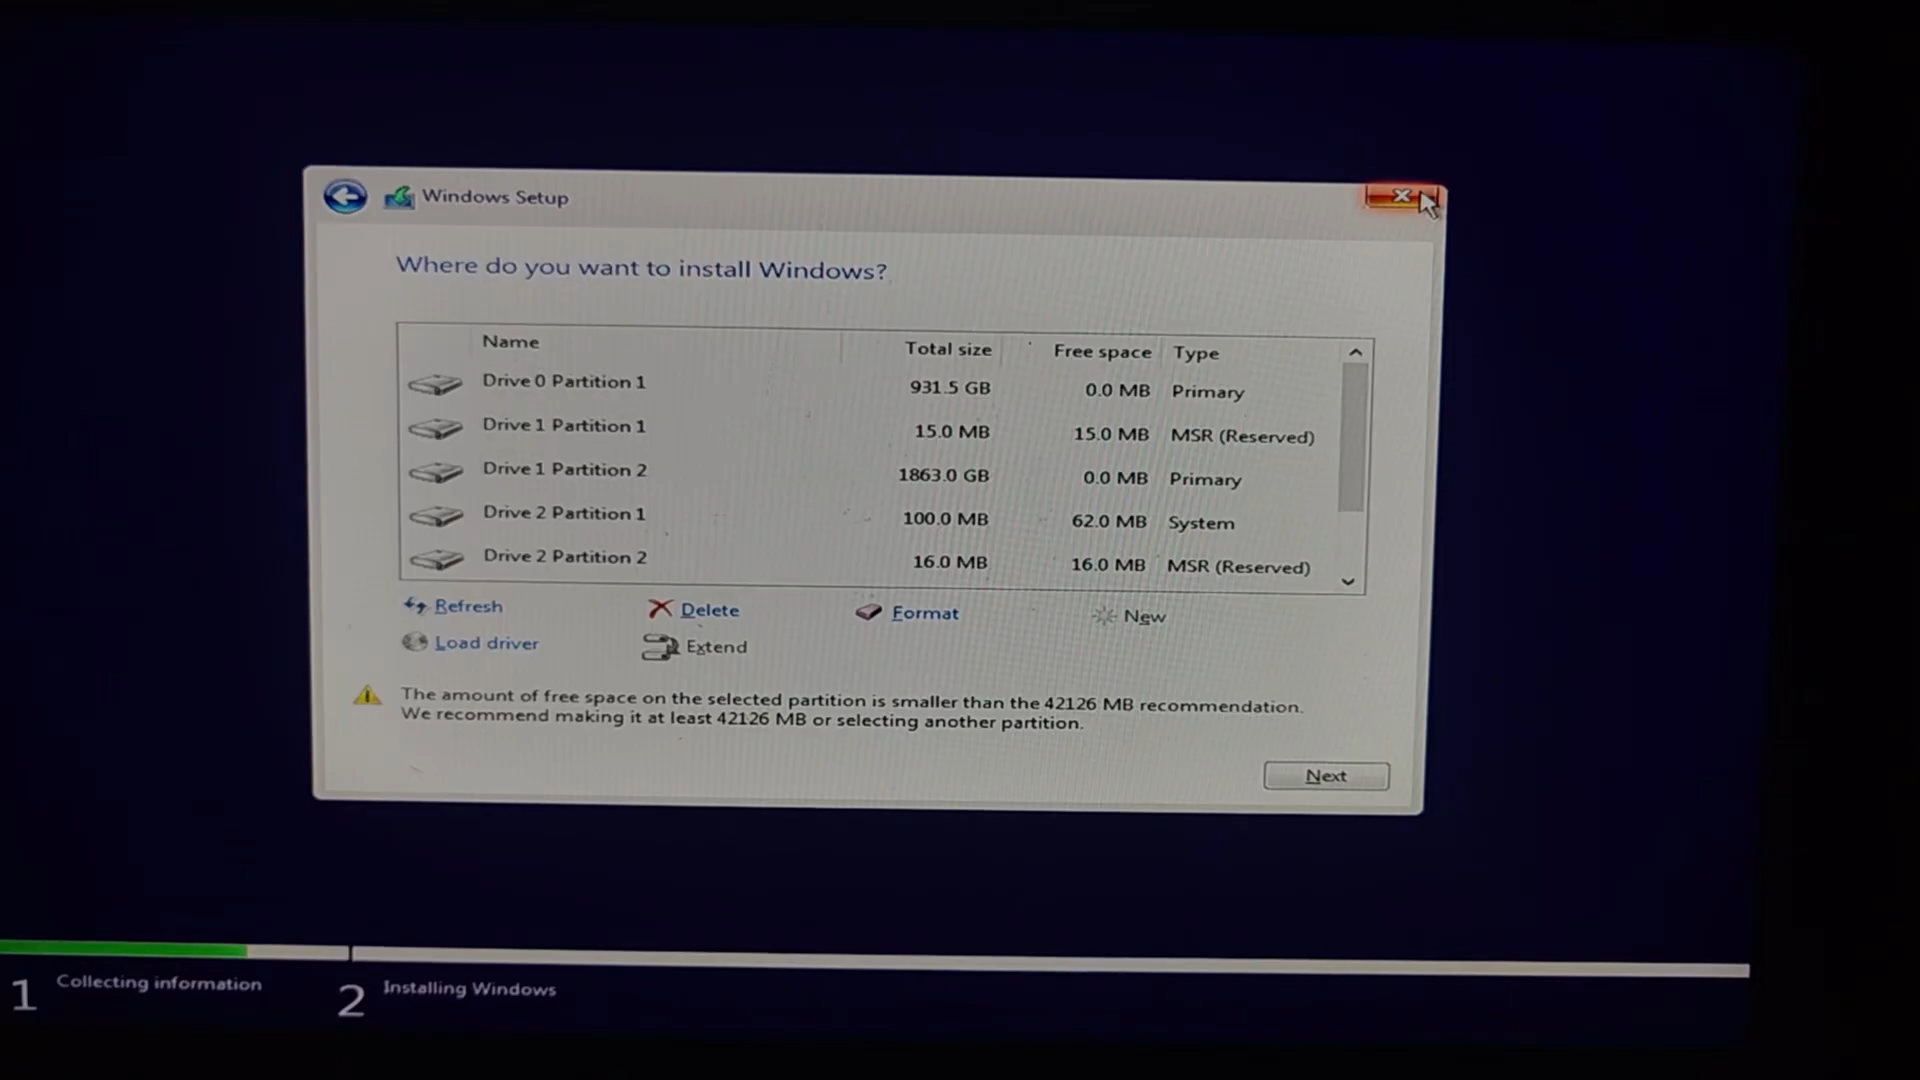 Windows Setup
Where do you want to install Windows?
Name Total size Free space Type
Drive 0 Partition 1 931.5 GB 0.0 MB Primary
Drive 1 Partition 1 15.0 MB 15.0 MB MSR (Reserved)
Drive 1 Partition 2 1863.0 GB 0.0 MB Primary
Drive 2 Partition 1 100.0 MB 62.0 MB System
Drive 2 Partition 2 16.0 MB 16.0 MB MSR (Reserved)
Refresh Delete Format New
Load driver Extend
The amount of free space on the selected partition is smaller than the 42126 MB recommendation.
We recommend making it at least 42126 MB or selecting another partition.
Next
1 Collecting information 2 Installing Windows